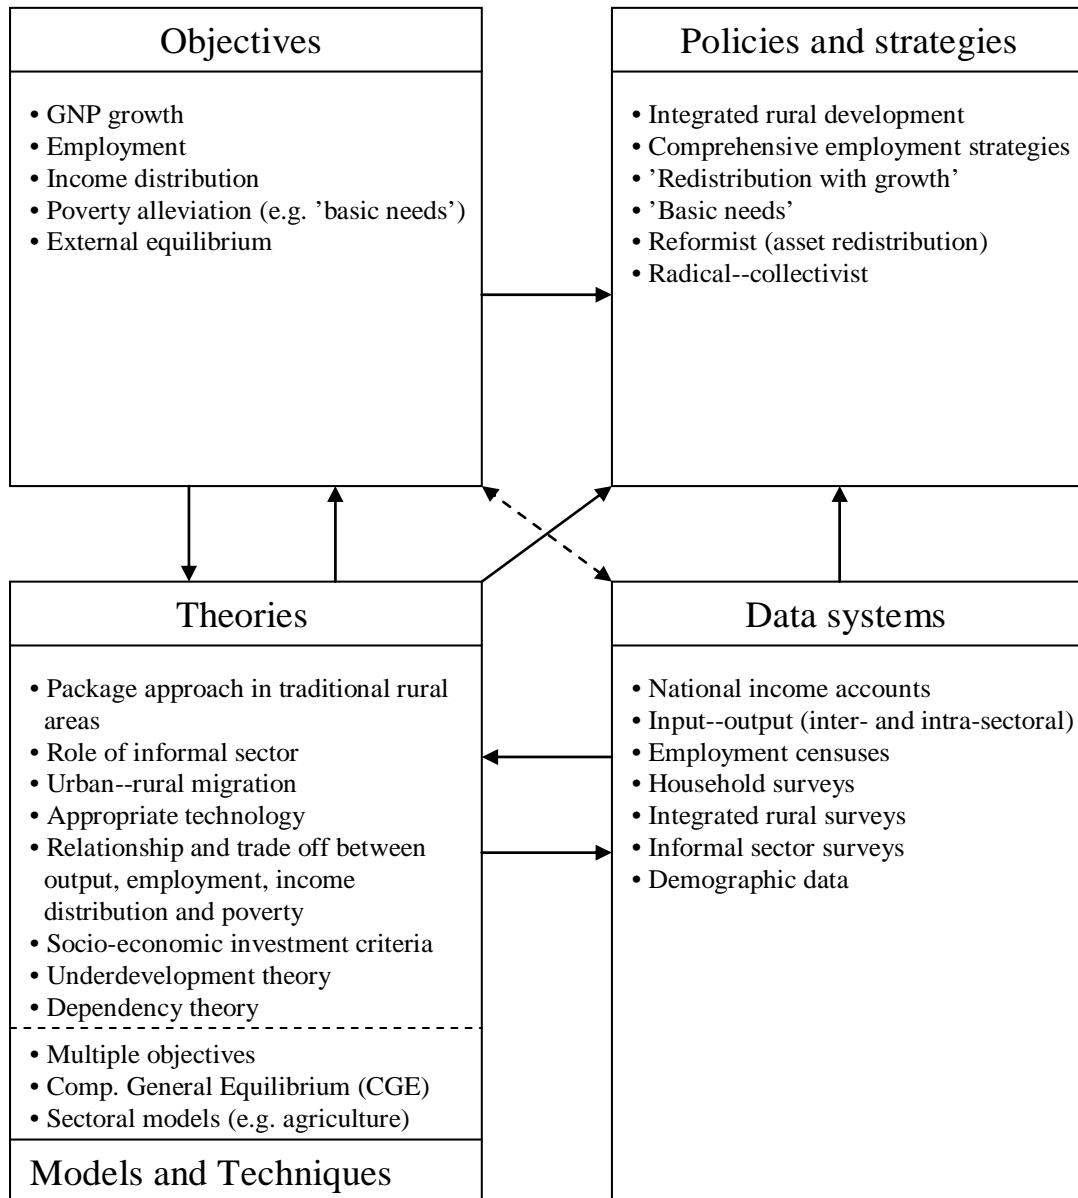 Objectives
• GNP growth
• Employment
• Income distribution
• Poverty alleviation (e.g. ’basic needs’)
• External equilibrium
Policies and strategies
• Integrated rural development
• Comprehensive employment strategies
• ’Redistribution with growth’
• ’Basic needs’
• Reformist (asset redistribution)
• Radical--collectivist
Theories
• Package approach in traditional rural
areas
• Role of informal sector
• Urban--rural migration
• Appropriate technology
• Relationship and trade off between
output, employment, income
distribution and poverty
• Socio-economic investment criteria
• Underdevelopment theory
• Dependency theory
• Multiple objectives
• Comp. General Equilibrium (CGE)
• Sectoral models (e.g. agriculture)
Models and Techniques
Data systems
• National income accounts
• Input--output (inter- and intra-sectoral)
• Employment censuses
• Household surveys
• Integrated rural surveys
• Informal sector surveys
• Demographic data